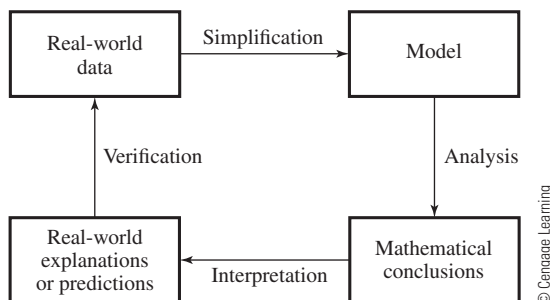 Real-world
data
Simplification
Model
Verification
Analysis
Real-world
explanations
or predictions
Interpretation
Mathematical
conclusions
© Cengage Learning